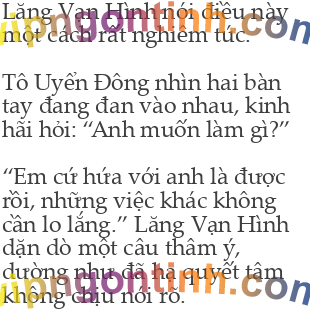 Lăng Vạn Hình nói điều này
một cách rất nghiêm túc.
Tô Uyển Đông nhìn hai bàn
tay đang đan vào nhau, kinh
hãi hỏi: “Anh muốn làm gì?”
“Em cứ hứa với anh là được
rồi, những việc khác không
cần lo lắng.” Lăng Vạn Hình
dặn dò một câu thâm ý,
dường như đã hạ quyết tâm
không chịu nói rõ.